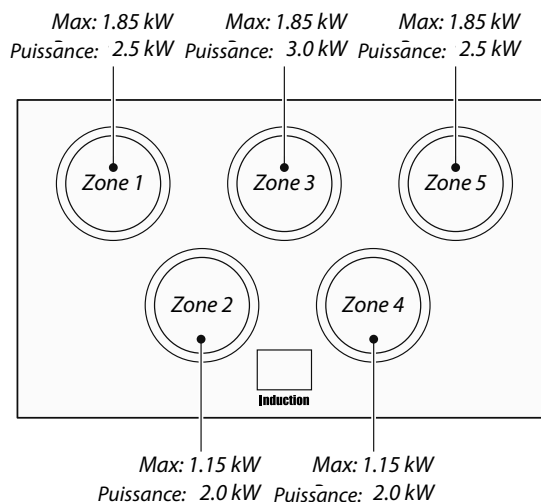 Max: 1.85 kW Max: 1.85 kW Max: 1.85 kW
Puissance: 2.5 kW Puissance: 3.0 kW Puissance: 2.5 kW
Zone 1 Zone 3 Zone 5
Zone 2 Zone 4
Induction
Max: 1.15 kW Max: 1.15 kW
Puissance: 2.0 kW Puissance: 2.0 kW